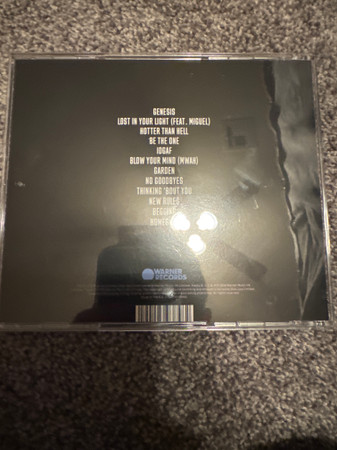 GENESIS
LOST IN YOUR LIGHT (FEAT. MIGUEL)
HOTTER THAN HELL
BE THE ONE
IDGAF
BLOW YOUR MIND (MWAH)
GARDEN
NO GOODBYES
THINKING 'BOUT YOU
NEW RULES
BEGGING
WARNER
RECORDS